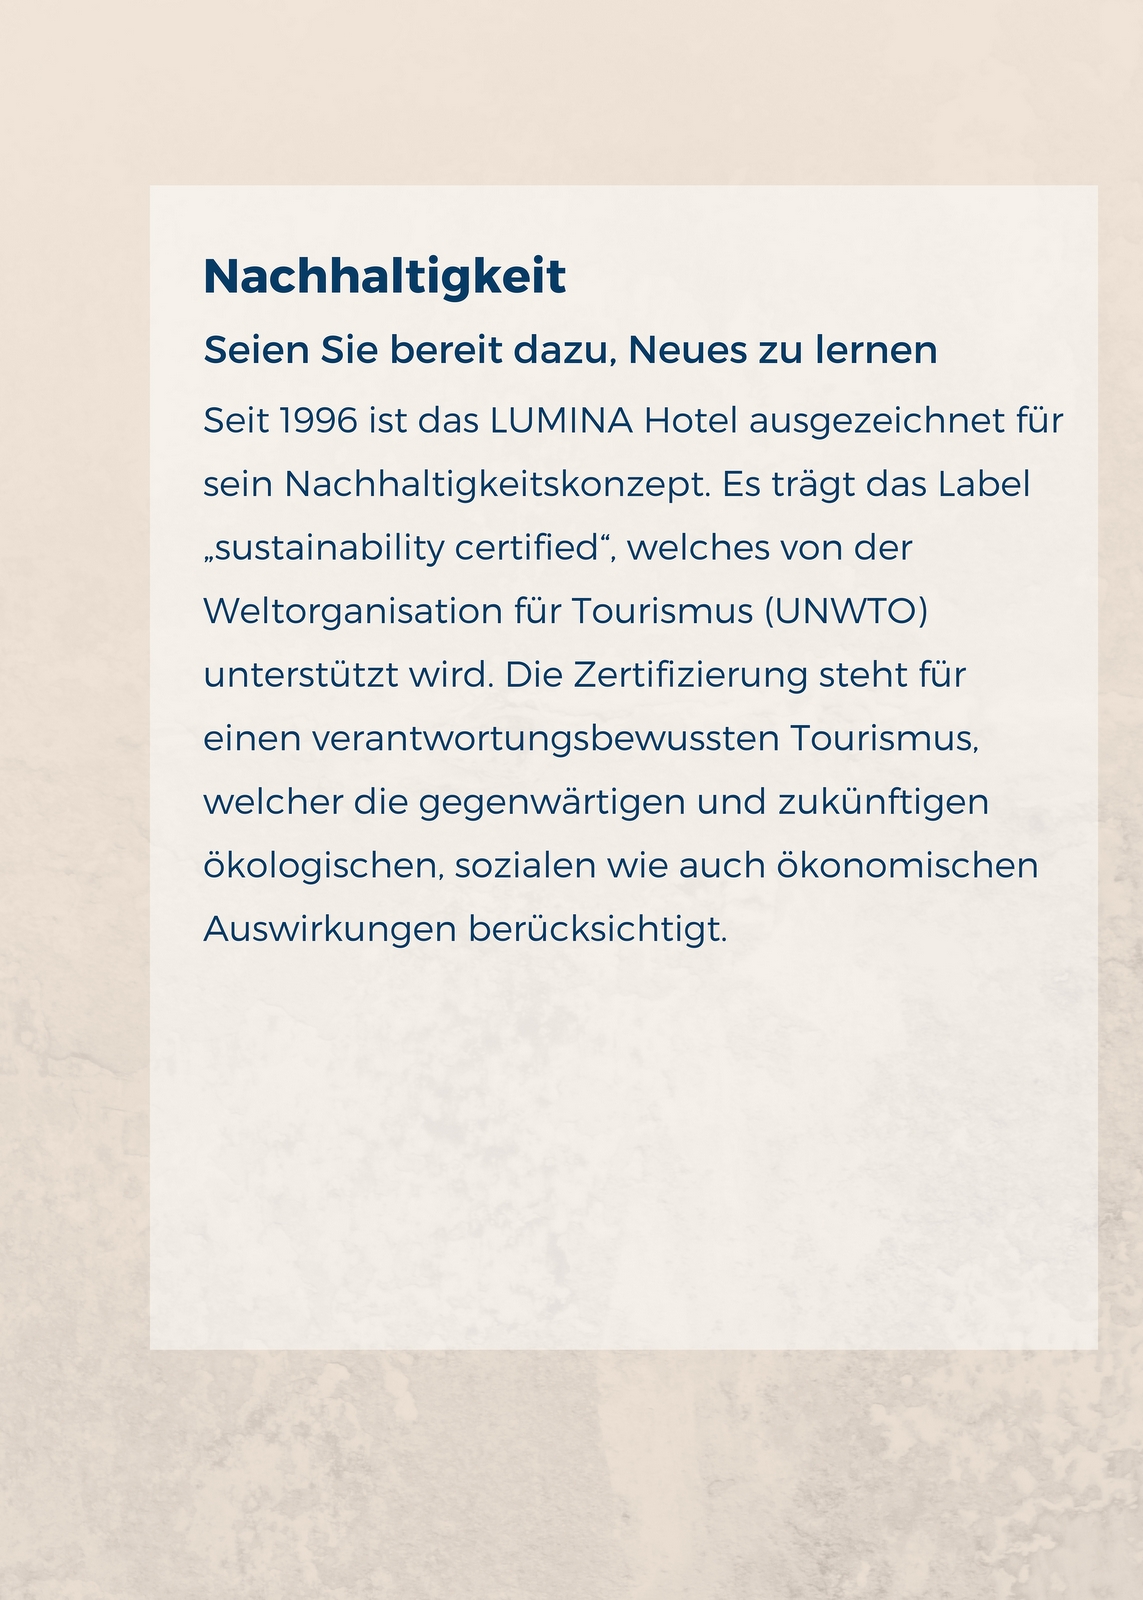 Nachhaltigkeit
Seien Sie bereit dazu, Neues zu lernen
Seit 1996 ist das LUMINA Hotel ausgezeichnet für
sein Nachhaltigkeitskonzept. Es trägt das Label
„sustainability certified“, welches von der
Weltorganisation für Tourismus (UNWTO)
unterstützt wird. Die Zertifizierung steht für
einen verantwortungsbewussten Tourismus,
welcher die gegenwärtigen und zukünftigen
ökologischen, sozialen wie auch ökonomischen
Auswirkungen berücksichtigt.